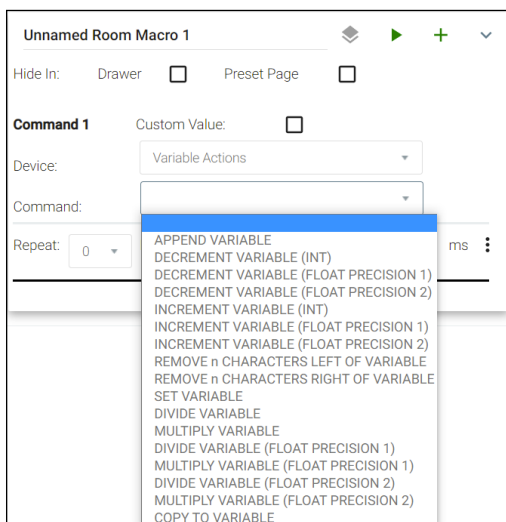 Unnamed Room Macro 1
Hide In: Drawer Preset Page
Command 1 Custom Value:
Device: Variable Actions
Command:
Repeat: 0 ms
APPEND VARIABLE
DECREMENT VARIABLE (INT)
DECREMENT VARIABLE (FLOAT PRECISION 1)
DECREMENT VARIABLE (FLOAT PRECISION 2)
INCREMENT VARIABLE (INT)
INCREMENT VARIABLE (FLOAT PRECISION 1)
INCREMENT VARIABLE (FLOAT PRECISION 2)
REMOVE n CHARACTERS LEFT OF VARIABLE
REMOVE n CHARACTERS RIGHT OF VARIABLE
SET VARIABLE
DIVIDE VARIABLE
MULTIPLY VARIABLE
DIVIDE VARIABLE (FLOAT PRECISION 1)
MULTIPLY VARIABLE (FLOAT PRECISION 1)
DIVIDE VARIABLE (FLOAT PRECISION 2)
MULTIPLY VARIABLE (FLOAT PRECISION 2)
COPY TO VARIABLE